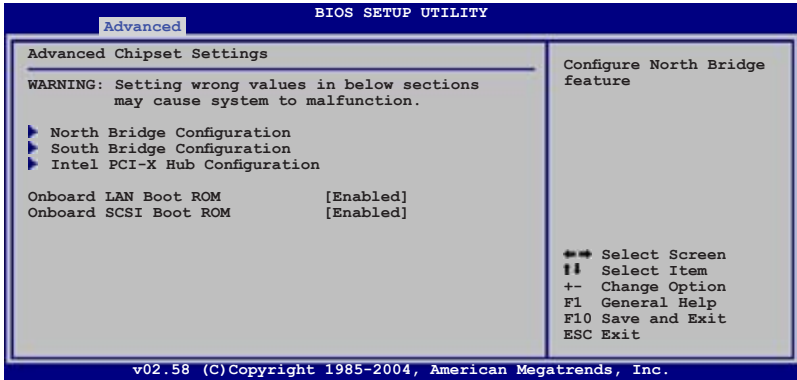 BIOS SETUP UTILITY
Advanced
Advanced Chipset Settings
WARNING: Setting wrong values in below sections
may cause system to malfunction.
North Bridge Configuration
South Bridge Configuration
Intel PCI-X Hub Configuration
Onboard LAN Boot ROM [Enabled]
Onboard SCSI Boot ROM [Enabled]
Configure North Bridge
feature
Select Screen
Select Item
+- Change Option
F1 General Help
F10 Save and Exit
ESC Exit
v02.58 (C)Copyright 1985-2004, American Megatrends, Inc.